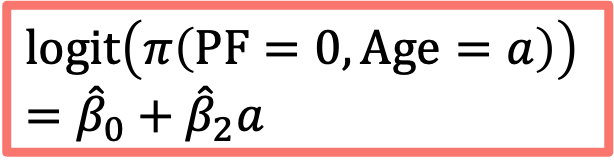 logit(π(PF = 0, Age = a))
= β̂₀ + β̂₂a